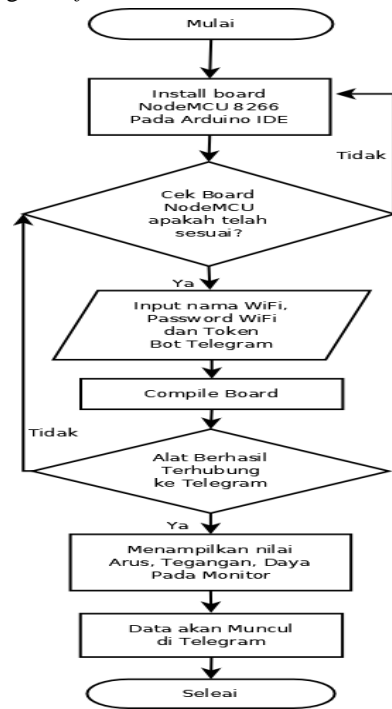 Mulai
Install board
NodeMCU 8266
Pada Arduino IDE
Tidak
Cek Board
NodeMCU
apakah telah
sesuai?
Ya
Input nama WiFi,
Password WiFi
dan Token
Bot Telegram
Compile Board
Tidak
Alat Berhasil
Terhubung
ke Telegram
Ya
Menampilkan nilai
Arus, Tegangan, Daya
Pada Monitor
Data akan Muncul
di Telegram
Seleai